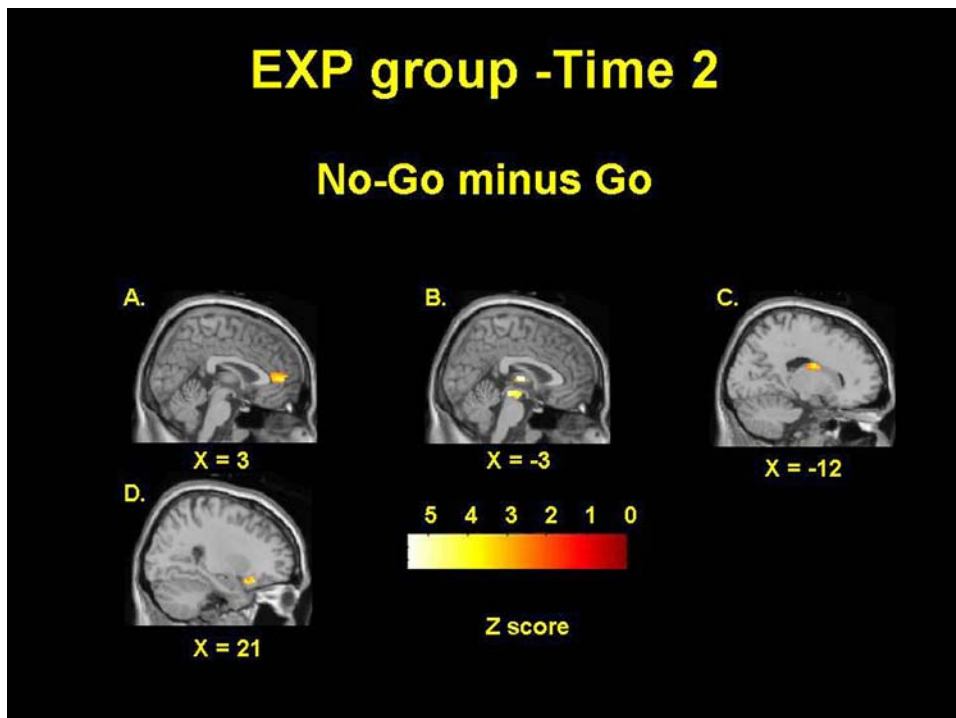 EXP group -Time 2
No-Go minus Go
A.
B.
C.
X = 3
X = -3
X = -12
D.
5 4 3 2 1 0
Z score
X = 21